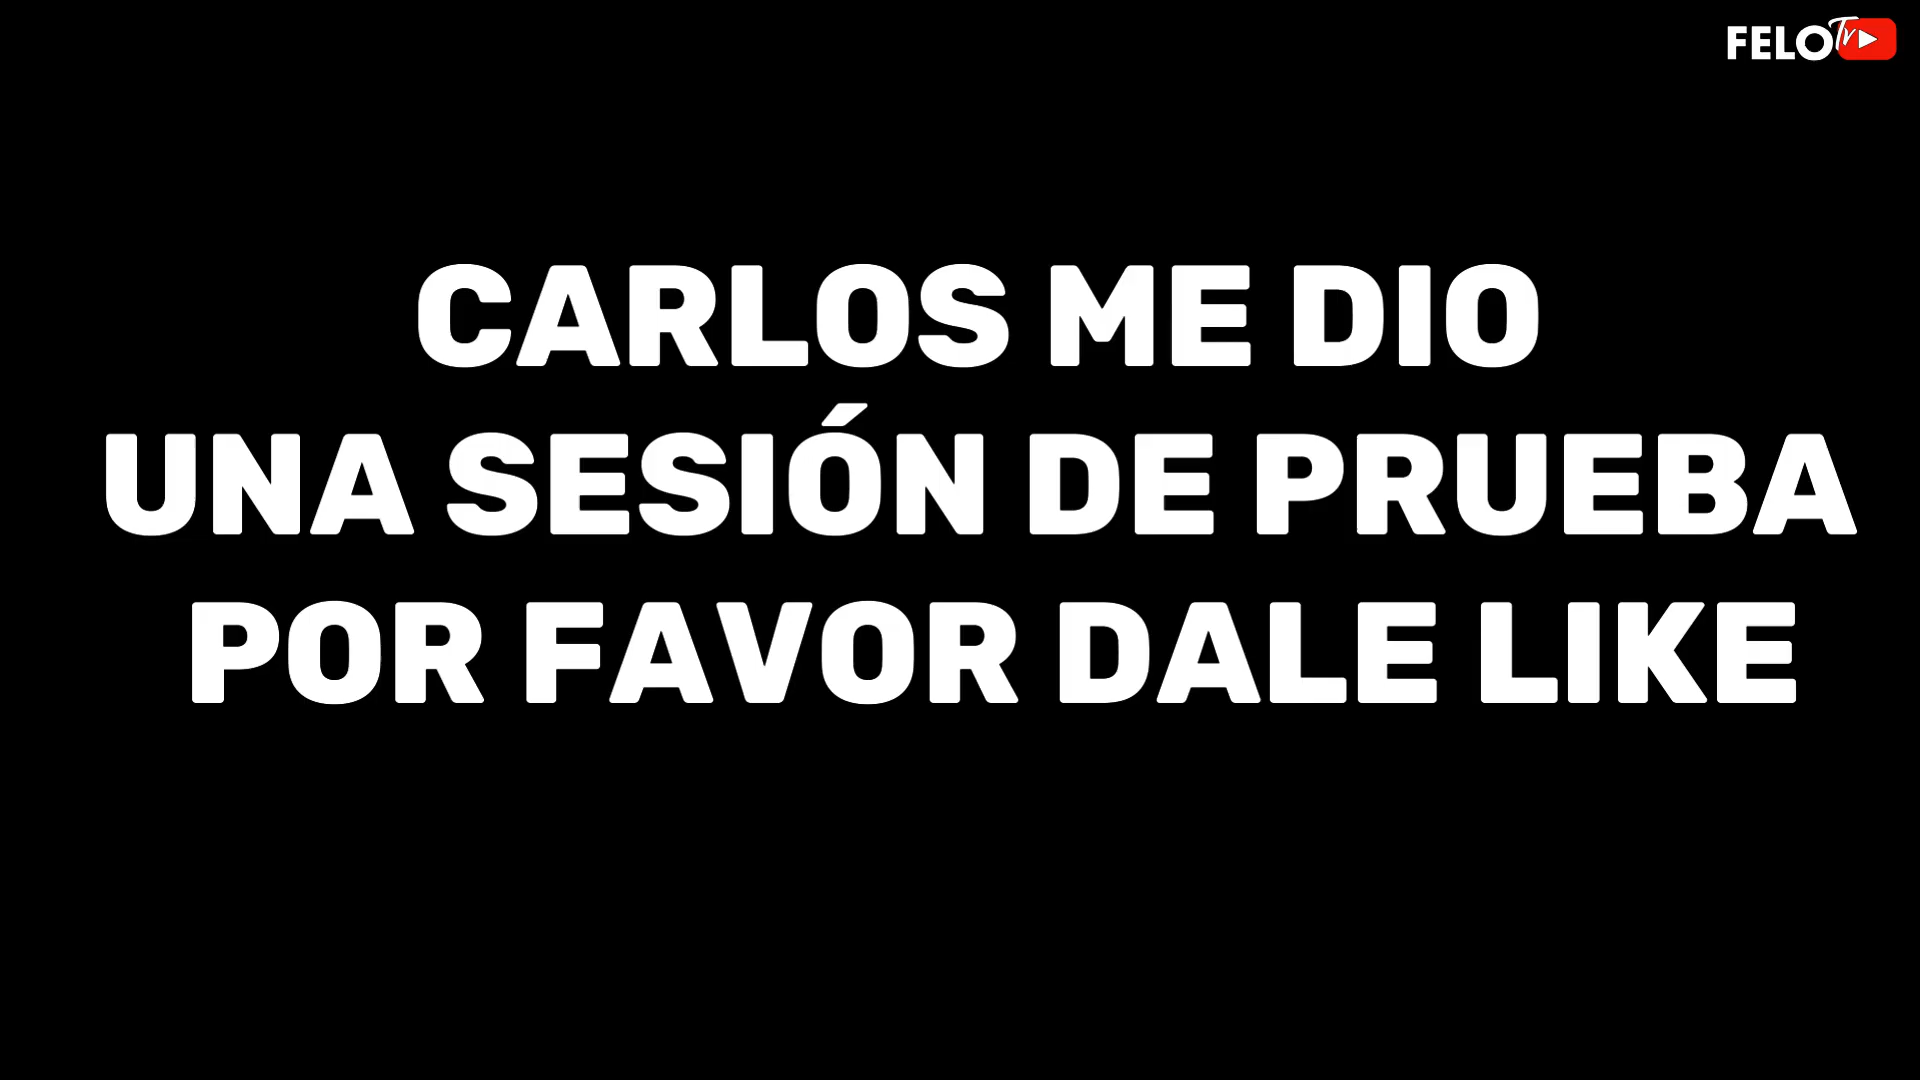 FELO Tv
CARLOS ME DIO
UNA SESIÓN DE PRUEBA
POR FAVOR DALE LIKE